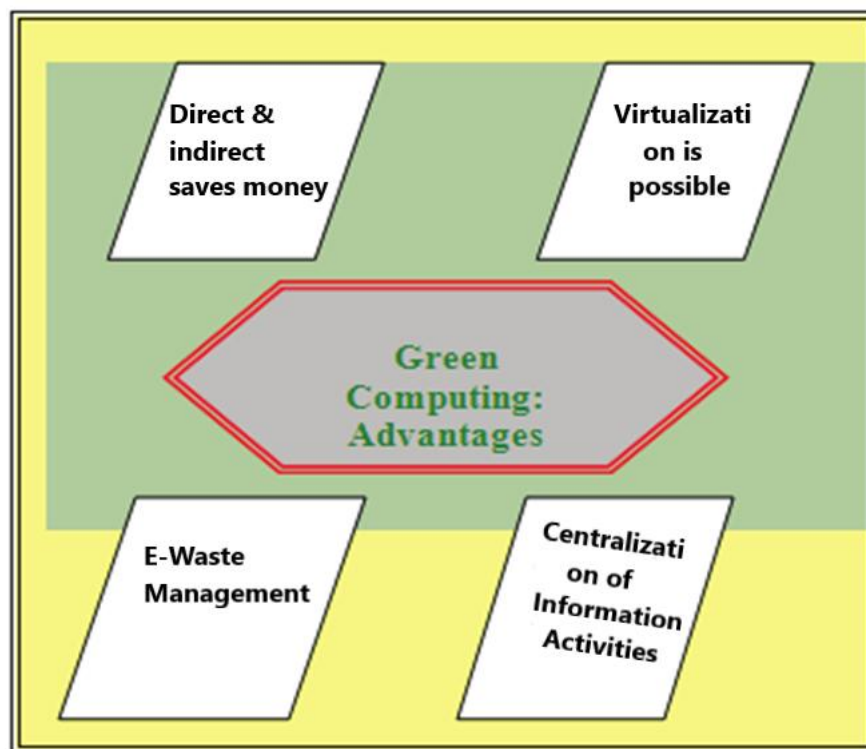 Direct &
indirect
saves money
Virtualizati
on is
possible
Green
Computing:
Advantages
E-Waste
Management
Centralizati
on of
Information
Activities